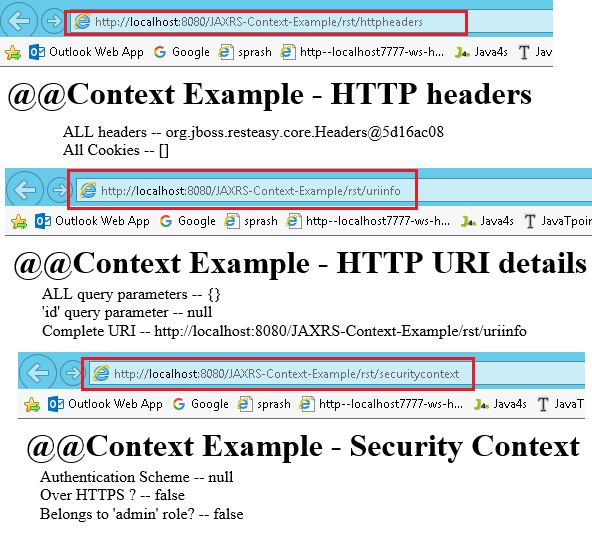 http://localhost:8080/JAXRS-Context-Example/rst/httpheaders
Outlook Web App Google sprash http--localhost7777-ws-h... Java4s Java
@@Context Example - HTTP headers
ALL headers -- org.jboss.resteasy.core.Headers@5d16ac08
All Cookies -- []
http://localhost:8080/JAXRS-Context-Example/rst/uriinfo
Outlook Web App Google sprash http--localhost7777-ws-h... Java4s JavaTpoin
@@Context Example - HTTP URI details
ALL query parameters -- {}
'id' query parameter -- null
Complete URI -- http://localhost:8080/JAXRS-Context-Example/rst/uriinfo
http://localhost:8080/JAXRS-Context-Example/rst/securitycontext
Outlook Web App Google sprash http--localhost7777-ws-h... Java4s JavaT
@@Context Example - Security Context
Authentication Scheme -- null
Over HTTPS ? -- false
Belongs to 'admin' role? -- false